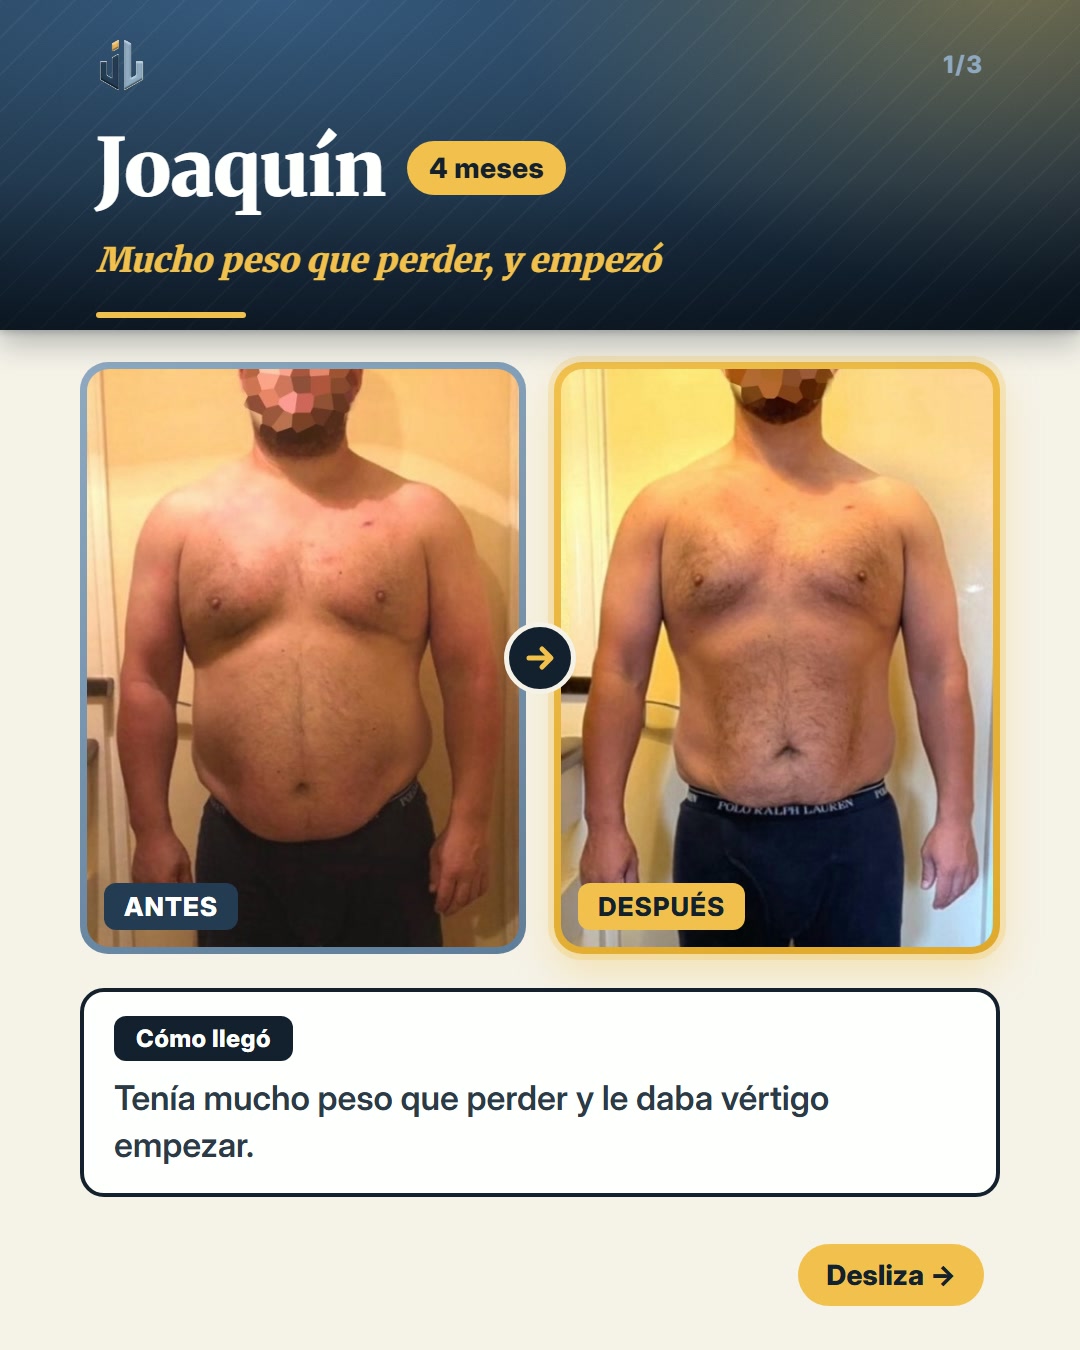 1/3
Joaquín
4 meses
Mucho peso que perder, y empezó
POLO RALPH LAUREN
ANTES
DESPUÉS
Cómo llegó
Tenía mucho peso que perder y le daba vértigo
empezar.
Desliza →